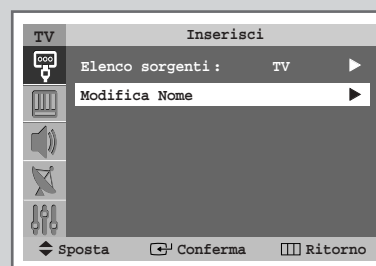 TV Inserisci
Elenco sorgenti : TV
Modifica Nome
Sposta Conferma Ritorno